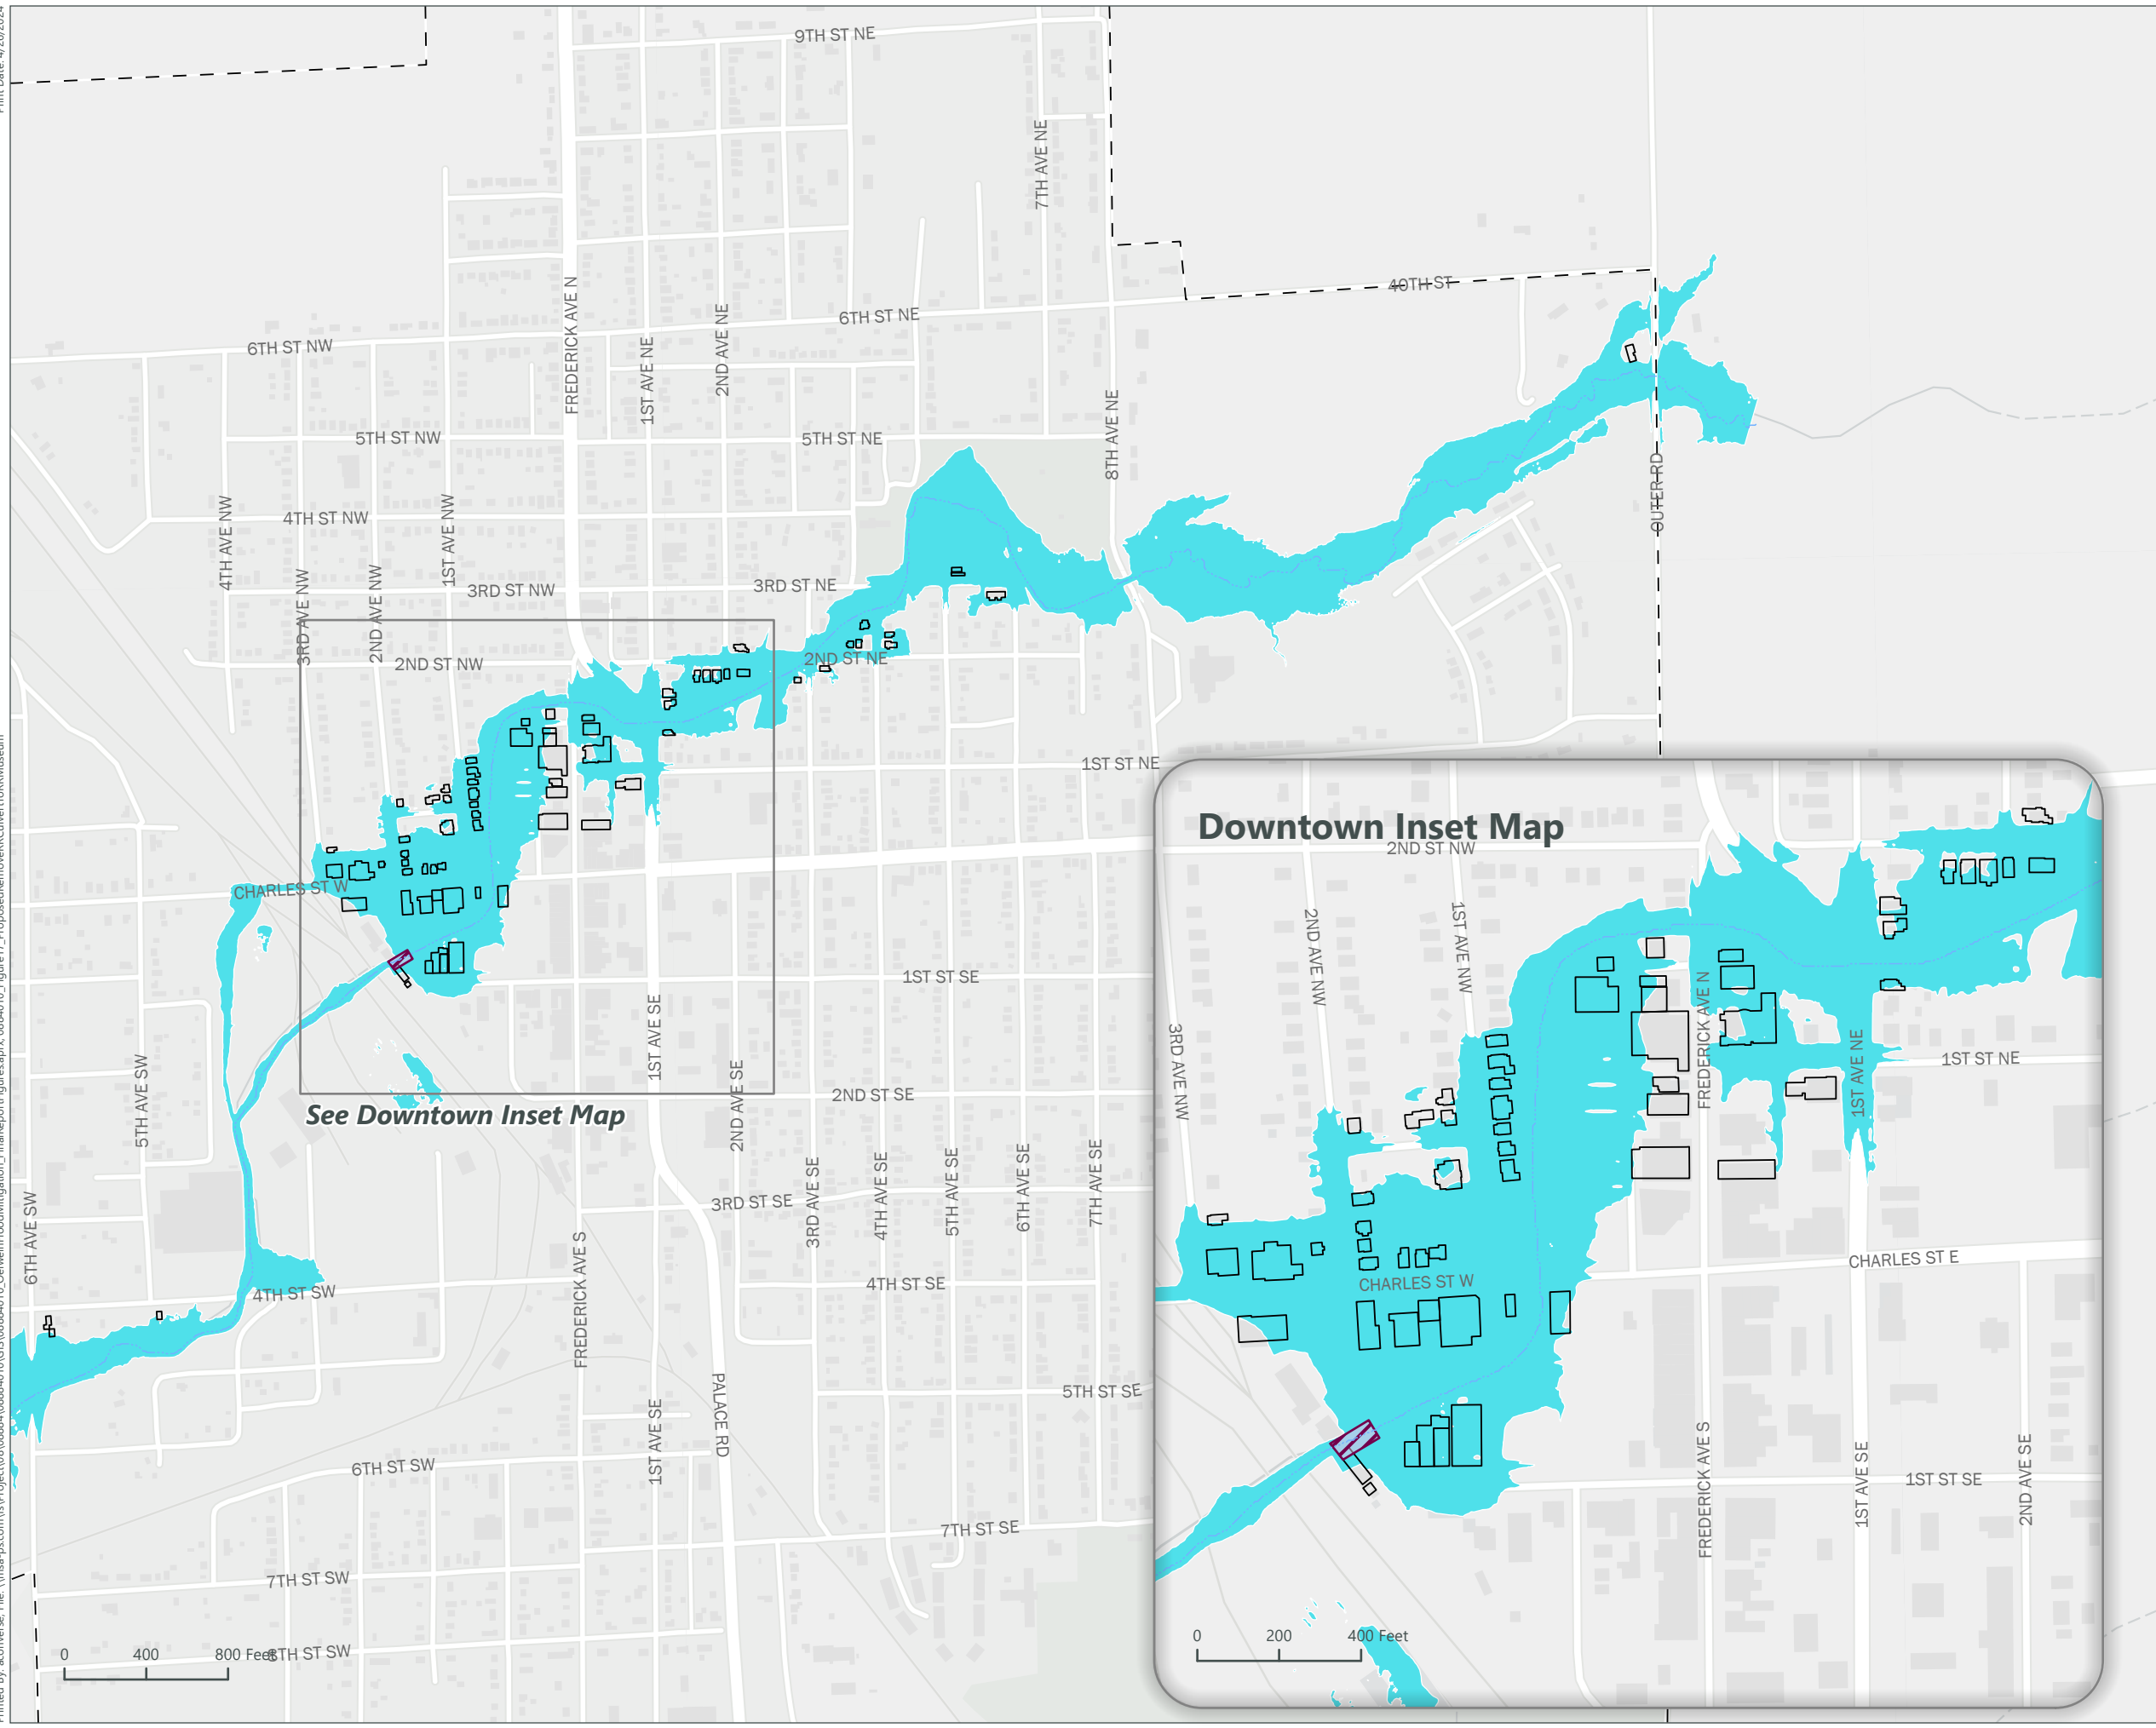 Print Date: 4/26/2024
9TH ST NE
7TH AVE NE
40TH ST
FREDERICK AVE N
6TH ST NE
6TH ST NW
1ST AVE NE
2ND AVE NE
5TH ST NW
5TH ST NE
8TH AVE NE
OUTER RD
4TH AVE NW
4TH ST NW
1ST AVE NW
3RD AVE NW
2ND AVE NW
3RD ST NW
3RD ST NE
2ND ST NW
2ND ST NE
1ST ST NE
CHARLES ST W
1ST ST SE
1ST AVE SE
5TH AVE SW
2ND AVE SE
2ND ST SE
See Downtown Inset Map
6TH AVE SW
3RD ST SE
3RD AVE SE
4TH AVE SE
5TH AVE SE
6TH AVE SE
7TH AVE SE
4TH ST SW
FREDERICK AVE S
4TH ST SE
PALACE RD
5TH ST SE
1ST AVE SE
6TH ST SW
7TH ST SE
7TH ST SW
8TH ST SW
0 400 800 Feet
Downtown Inset Map
2ND ST NW
2ND AVE NW
1ST AVE NW
3RD AVE NW
FREDERICK AVE N
1ST AVE NE
1ST ST NE
CHARLES ST W
CHARLES ST E
FREDERICK AVE S
1ST AVE SE
1ST ST SE
2ND AVE SE
0 200 400 Feet